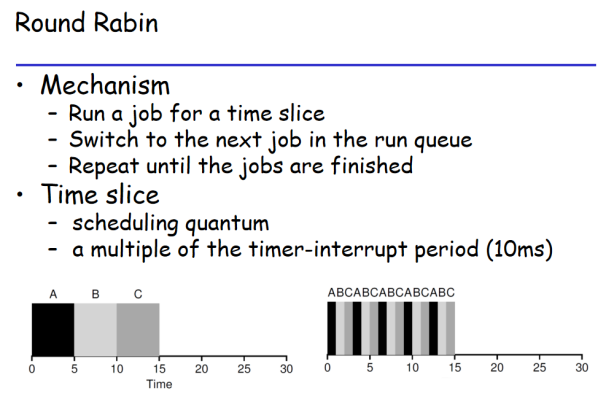 Round Rabin
• Mechanism
– Run a job for a time slice
– Switch to the next job in the run queue
– Repeat until the jobs are finished
• Time slice
– scheduling quantum
– a multiple of the timer-interrupt period (10ms)
A B C
0 5 10 15 20 25 30
Time
ABCABCABCABCABC
0 5 10 15 20 25 30